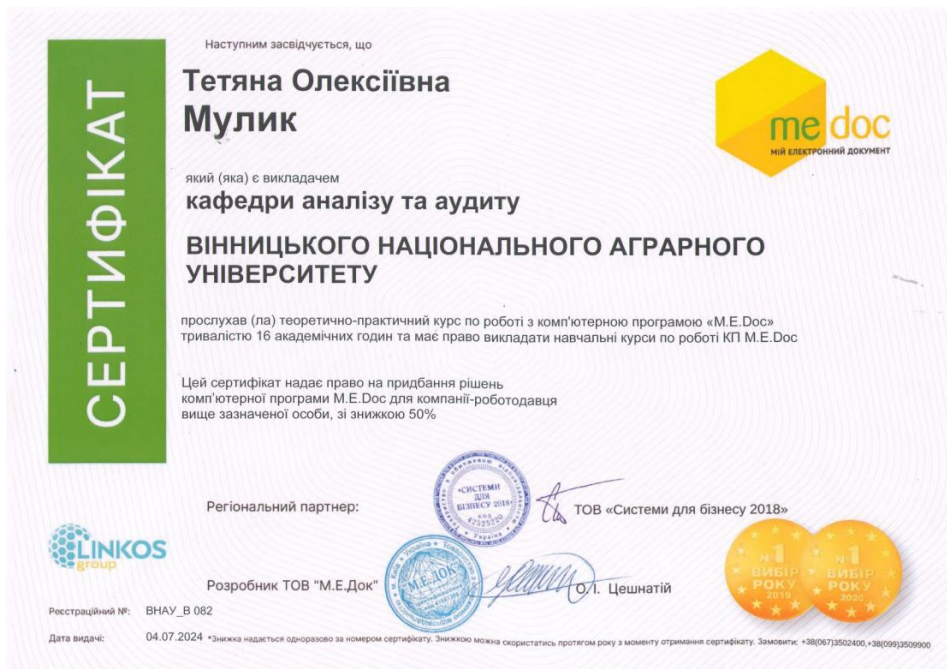 СЕРТИФІКАТ
Наступним засвідчується, що
Тетяна Олексіївна
Мулик
me doc
МІЙ ЕЛЕКТРОННИЙ ДОКУМЕНТ
який (яка) є викладачем
кафедри аналізу та аудиту
ВІННИЦЬКОГО НАЦІОНАЛЬНОГО АГРАРНОГО
УНІВЕРСИТЕТУ
прослухав (ла) теоретично-практичний курс по роботі з комп'ютерною програмою «M.E.Doc»
тривалістю 16 академічних годин та має право викладати навчальні курси по роботі КП M.E.Doc
Цей сертифікат надає право на придбання рішень
комп'ютерної програми M.E.Doc для компанії-роботодавця
вище зазначеної особи, зі знижкою 50%
Регіональний партнер:
«СИСТЕМИ
ДЛЯ
БІЗНЕСУ 2018»
код
42525220
Україна
ТОВ «Системи для бізнесу 2018»
LINKOS
group
Розробник ТОВ "М.Е.Док"
М.Е.ДОК
О.І. Цешнатій
№1
ВИБІР
РОКУ
2019
№1
ВИБІР
РОКУ
2020
Реєстраційний №: ВНАУ_В 082
Дата видачі: 04.07.2024 *Знижка надається одноразово за номером сертифікату. Знижкою можна скористатись протягом року з моменту отримання сертифікату. Замовити: +38(067)3502400,+38(099)3509900